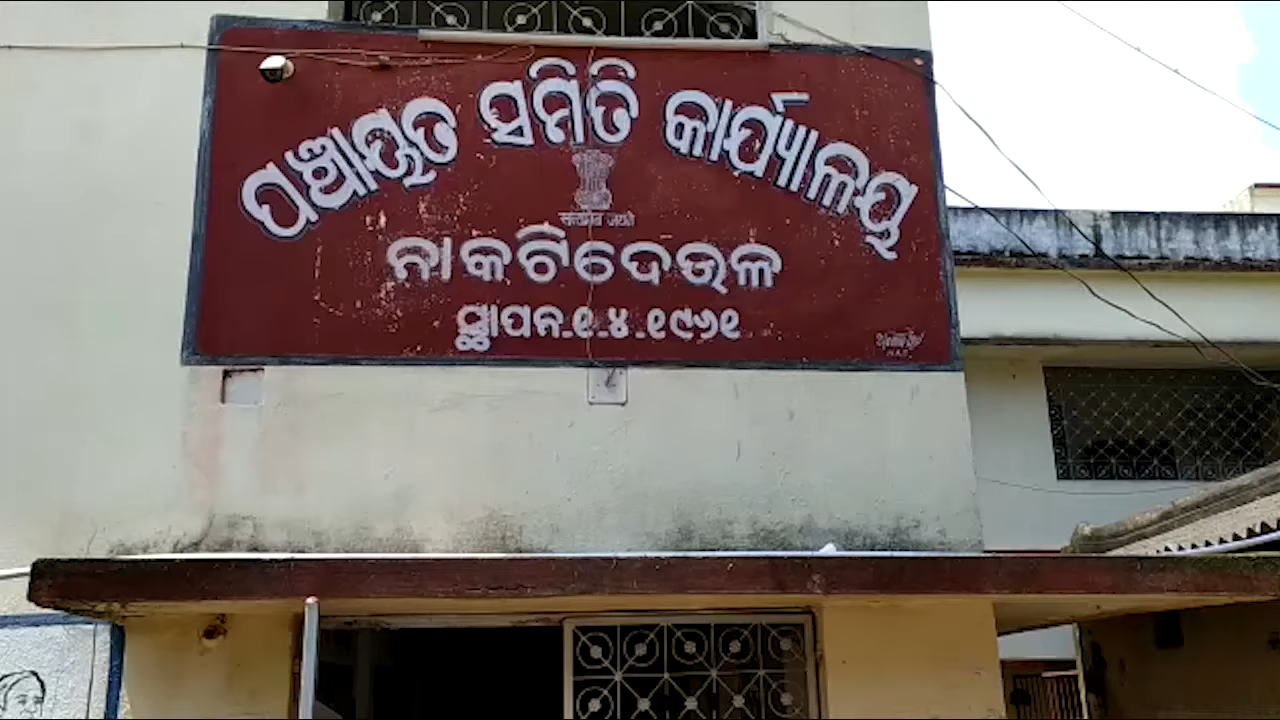 ପଞ୍ଚାୟତ ସମିତି କାର୍ଯ୍ୟାଳୟ
ନାକଟିଦେଉଳ
ସ୍ଥାପନ.୧.୪.୧୯୬୧